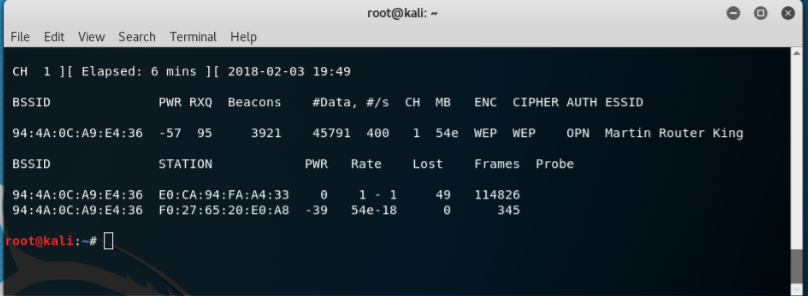 root@kali: ~
File Edit View Search Terminal Help
CH 1 ][ Elapsed: 6 mins ][ 2018-02-03 19:49
BSSID PWR RXQ Beacons #Data, #/s CH MB ENC CIPHER AUTH ESSID
94:4A:0C:A9:E4:36 -57 95 3921 45791 400 1 54e WEP WEP OPN Martin Router King
BSSID STATION PWR Rate Lost Frames Probe
94:4A:0C:A9:E4:36 E0:CA:94:FA:A4:33 0 1 - 1 49 114826
94:4A:0C:A9:E4:36 F0:27:65:20:E0:A8 -39 54e-18 0 345
root@kali:~#